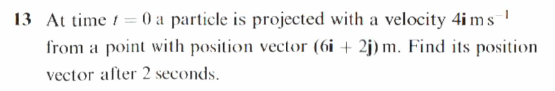 13 At time t = 0 a particle is projected with a velocity 4i m s⁻¹
from a point with position vector (6i + 2j) m. Find its position
vector after 2 seconds.